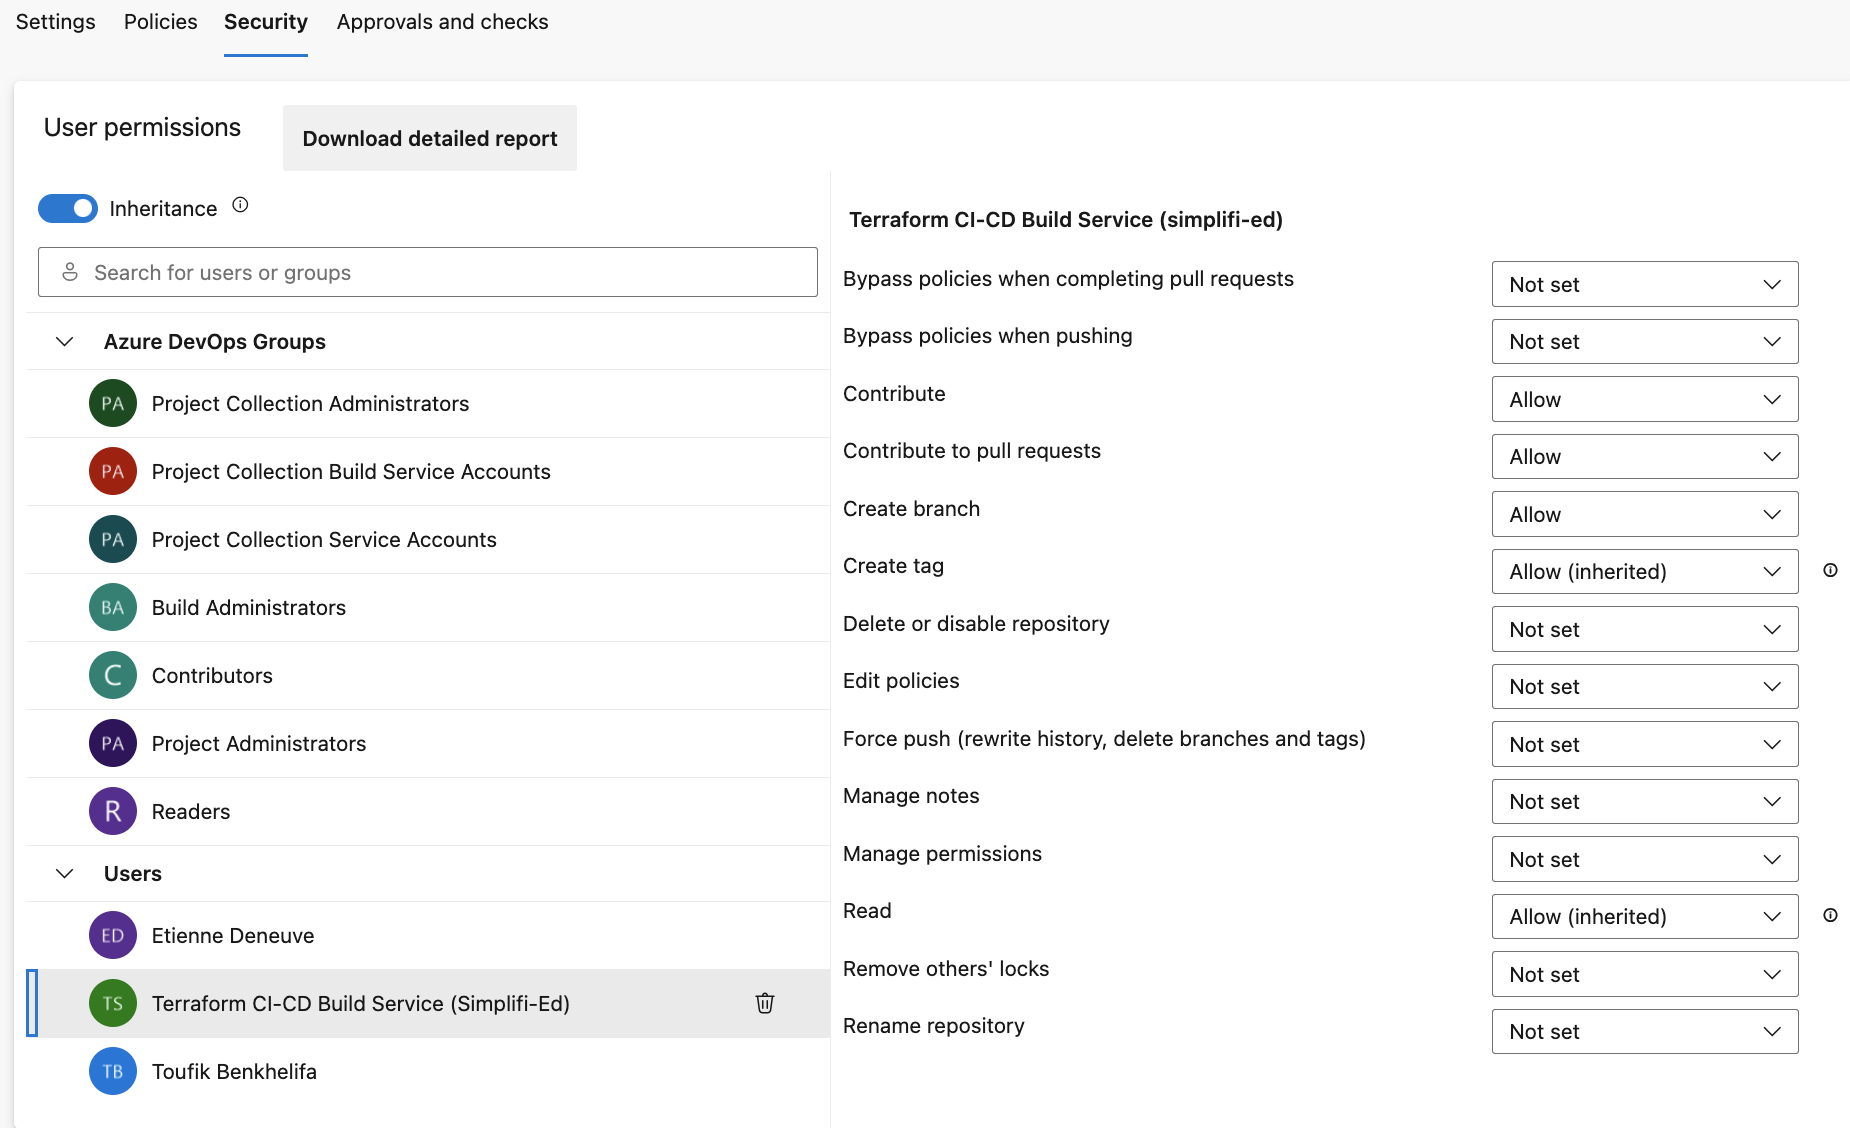 Settings Policies Security Approvals and checks
User permissions
Download detailed report
Inheritance
Search for users or groups
Azure DevOps Groups
PA Project Collection Administrators
PA Project Collection Build Service Accounts
PA Project Collection Service Accounts
BA Build Administrators
C Contributors
PA Project Administrators
R Readers
Users
ED Etienne Deneuve
TS Terraform CI-CD Build Service (Simplifi-Ed)
TB Toufik Benkhelifa
Terraform CI-CD Build Service (simplifi-ed)
Bypass policies when completing pull requests Not set
Bypass policies when pushing Not set
Contribute Allow
Contribute to pull requests Allow
Create branch Allow
Create tag Allow (inherited)
Delete or disable repository Not set
Edit policies Not set
Force push (rewrite history, delete branches and tags) Not set
Manage notes Not set
Manage permissions Not set
Read Allow (inherited)
Remove others' locks Not set
Rename repository Not set